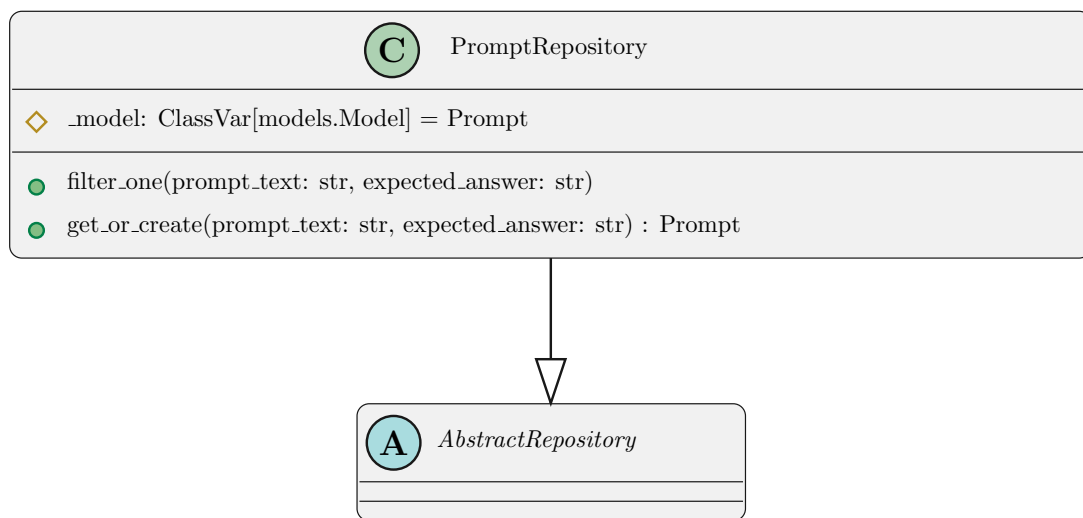 C PromptRepository
_model: ClassVar[models.Model] = Prompt
filter_one(prompt_text: str, expected_answer: str)
get_or_create(prompt_text: str, expected_answer: str) : Prompt
A AbstractRepository